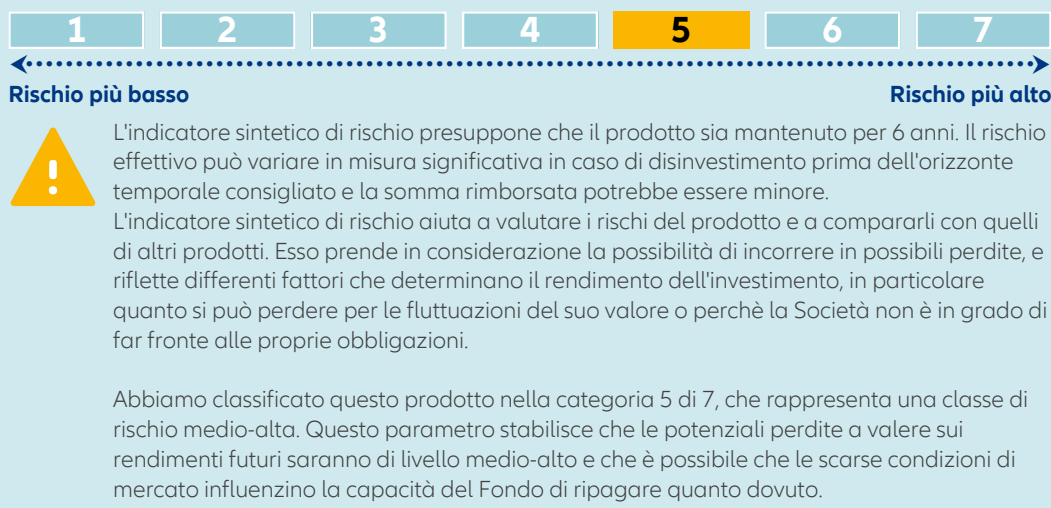 1 2 3 4 5 6 7
Rischio più basso Rischio più alto
L'indicatore sintetico di rischio presuppone che il prodotto sia mantenuto per 6 anni. Il rischio
effettivo può variare in misura significativa in caso di disinvestimento prima dell'orizzonte
temporale consigliato e la somma rimborsata potrebbe essere minore.
L'indicatore sintetico di rischio aiuta a valutare i rischi del prodotto e a compararli con quelli
di altri prodotti. Esso prende in considerazione la possibilità di incorrere in possibili perdite, e
riflette differenti fattori che determinano il rendimento dell'investimento, in particolare
quanto si può perdere per le fluttuazioni del suo valore o perchè la Società non è in grado di
far fronte alle proprie obbligazioni.
Abbiamo classificato questo prodotto nella categoria 5 di 7, che rappresenta una classe di
rischio medio-alta. Questo parametro stabilisce che le potenziali perdite a valere sui
rendimenti futuri saranno di livello medio-alto e che è possibile che le scarse condizioni di
mercato influenzino la capacità del Fondo di ripagare quanto dovuto.